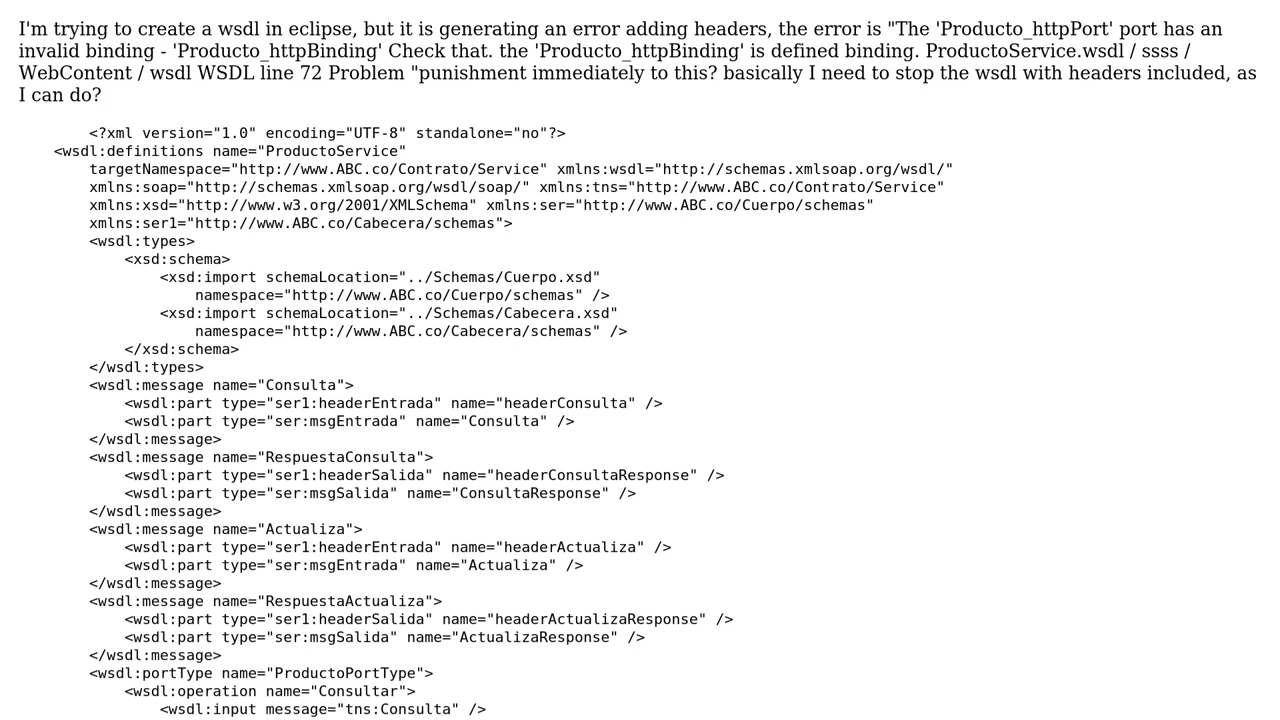 I'm trying to create a wsdl in eclipse, but it is generating an error adding headers, the error is "The 'Producto_httpPort' port has an
invalid binding - 'Producto_httpBinding' Check that. the 'Producto_httpBinding' is defined binding. ProductoService.wsdl / ssss /
WebContent / wsdl WSDL line 72 Problem "punishment immediately to this? basically I need to stop the wsdl with headers included, as
I can do?
<?xml version="1.0" encoding="UTF-8" standalone="no"?>
<wsdl:definitions name="ProductoService"
targetNamespace="http://www.ABC.co/Contrato/Service" xmlns:wsdl="http://schemas.xmlsoap.org/wsdl/"
xmlns:soap="http://schemas.xmlsoap.org/wsdl/soap/" xmlns:tns="http://www.ABC.co/Contrato/Service"
xmlns:xsd="http://www.w3.org/2001/XMLSchema" xmlns:ser="http://www.ABC.co/Cuerpo/schemas"
xmlns:ser1="http://www.ABC.co/Cabecera/schemas">
<wsdl:types>
<xsd:schema>
<xsd:import schemaLocation="../Schemas/Cuerpo.xsd"
namespace="http://www.ABC.co/Cuerpo/schemas" />
<xsd:import schemaLocation="../Schemas/Cabecera.xsd"
namespace="http://www.ABC.co/Cabecera/schemas" />
</xsd:schema>
</wsdl:types>
<wsdl:message name="Consulta">
<wsdl:part type="ser1:headerEntrada" name="headerConsulta" />
<wsdl:part type="ser:msgEntrada" name="Consulta" />
</wsdl:message>
<wsdl:message name="RespuestaConsulta">
<wsdl:part type="ser1:headerSalida" name="headerConsultaResponse" />
<wsdl:part type="ser:msgSalida" name="ConsultaResponse" />
</wsdl:message>
<wsdl:message name="Actualiza">
<wsdl:part type="ser1:headerEntrada" name="headerActualiza" />
<wsdl:part type="ser:msgEntrada" name="Actualiza" />
</wsdl:message>
<wsdl:message name="RespuestaActualiza">
<wsdl:part type="ser1:headerSalida" name="headerActualizaResponse" />
<wsdl:part type="ser:msgSalida" name="ActualizaResponse" />
</wsdl:message>
<wsdl:portType name="ProductoPortType">
<wsdl:operation name="Consultar">
<wsdl:input message="tns:Consulta" />